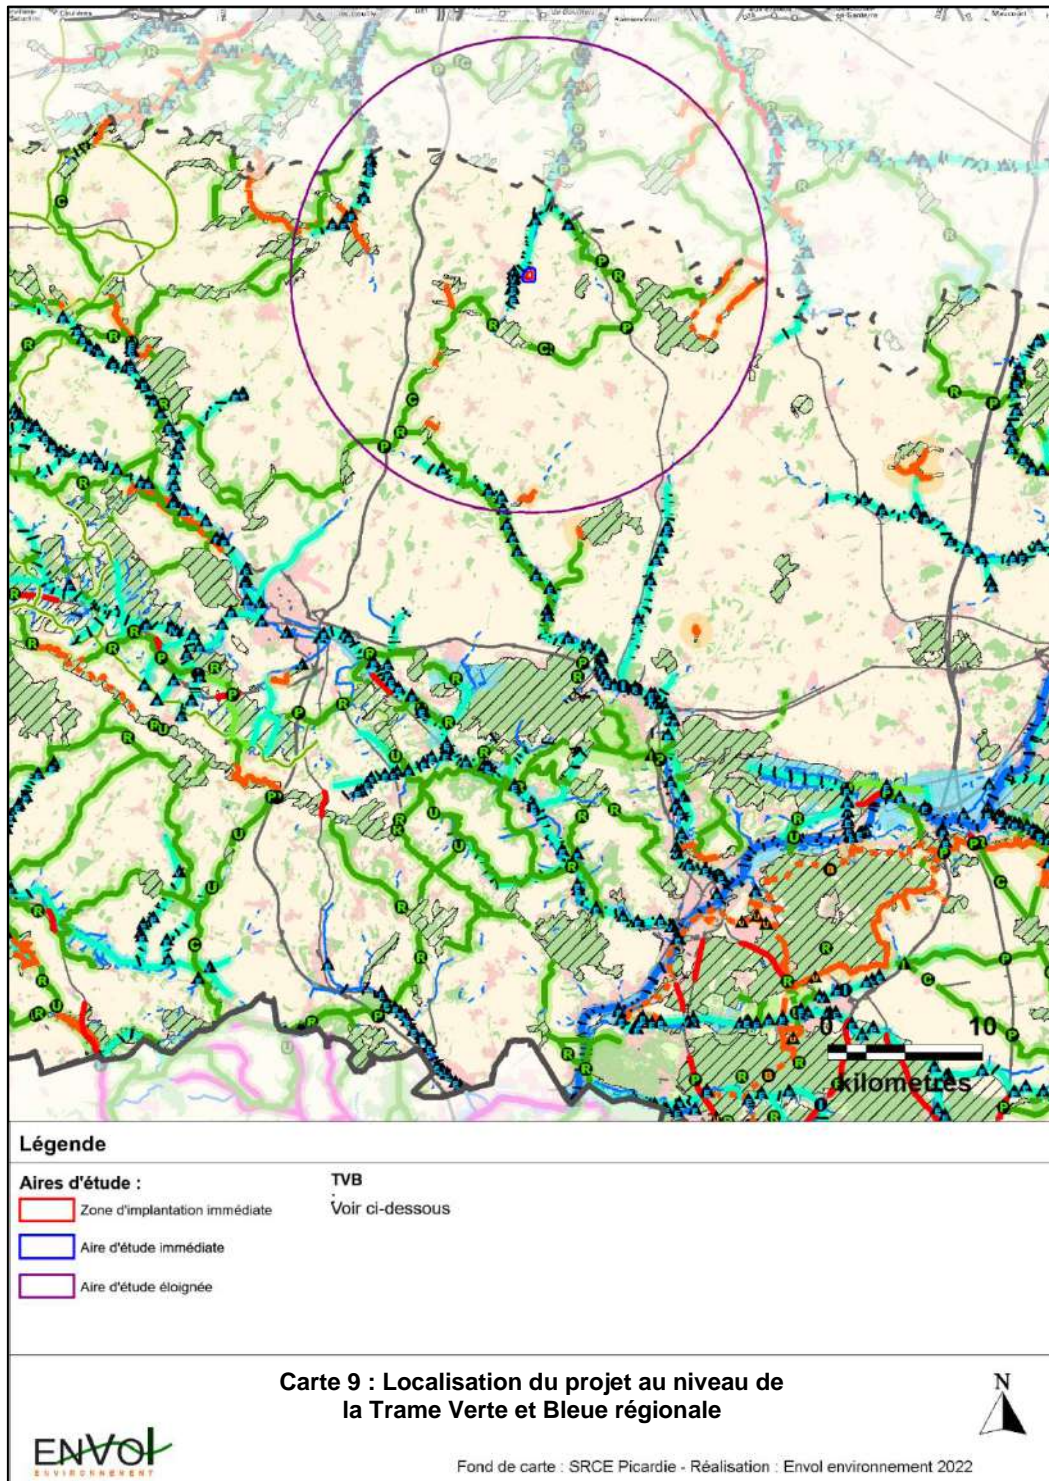 0 10
kilometres
Légende
Aires d'étude :
Zone d'implantation immédiate
Aire d'étude immédiate
Aire d'étude éloignée
TVB
:
Voir ci-dessous
Carte 9 : Localisation du projet au niveau de
la Trame Verte et Bleue régionale
N
ENVOl
ENVIRONNEMENT
Fond de carte : SRCE Picardie - Réalisation : Envol environnement 2022